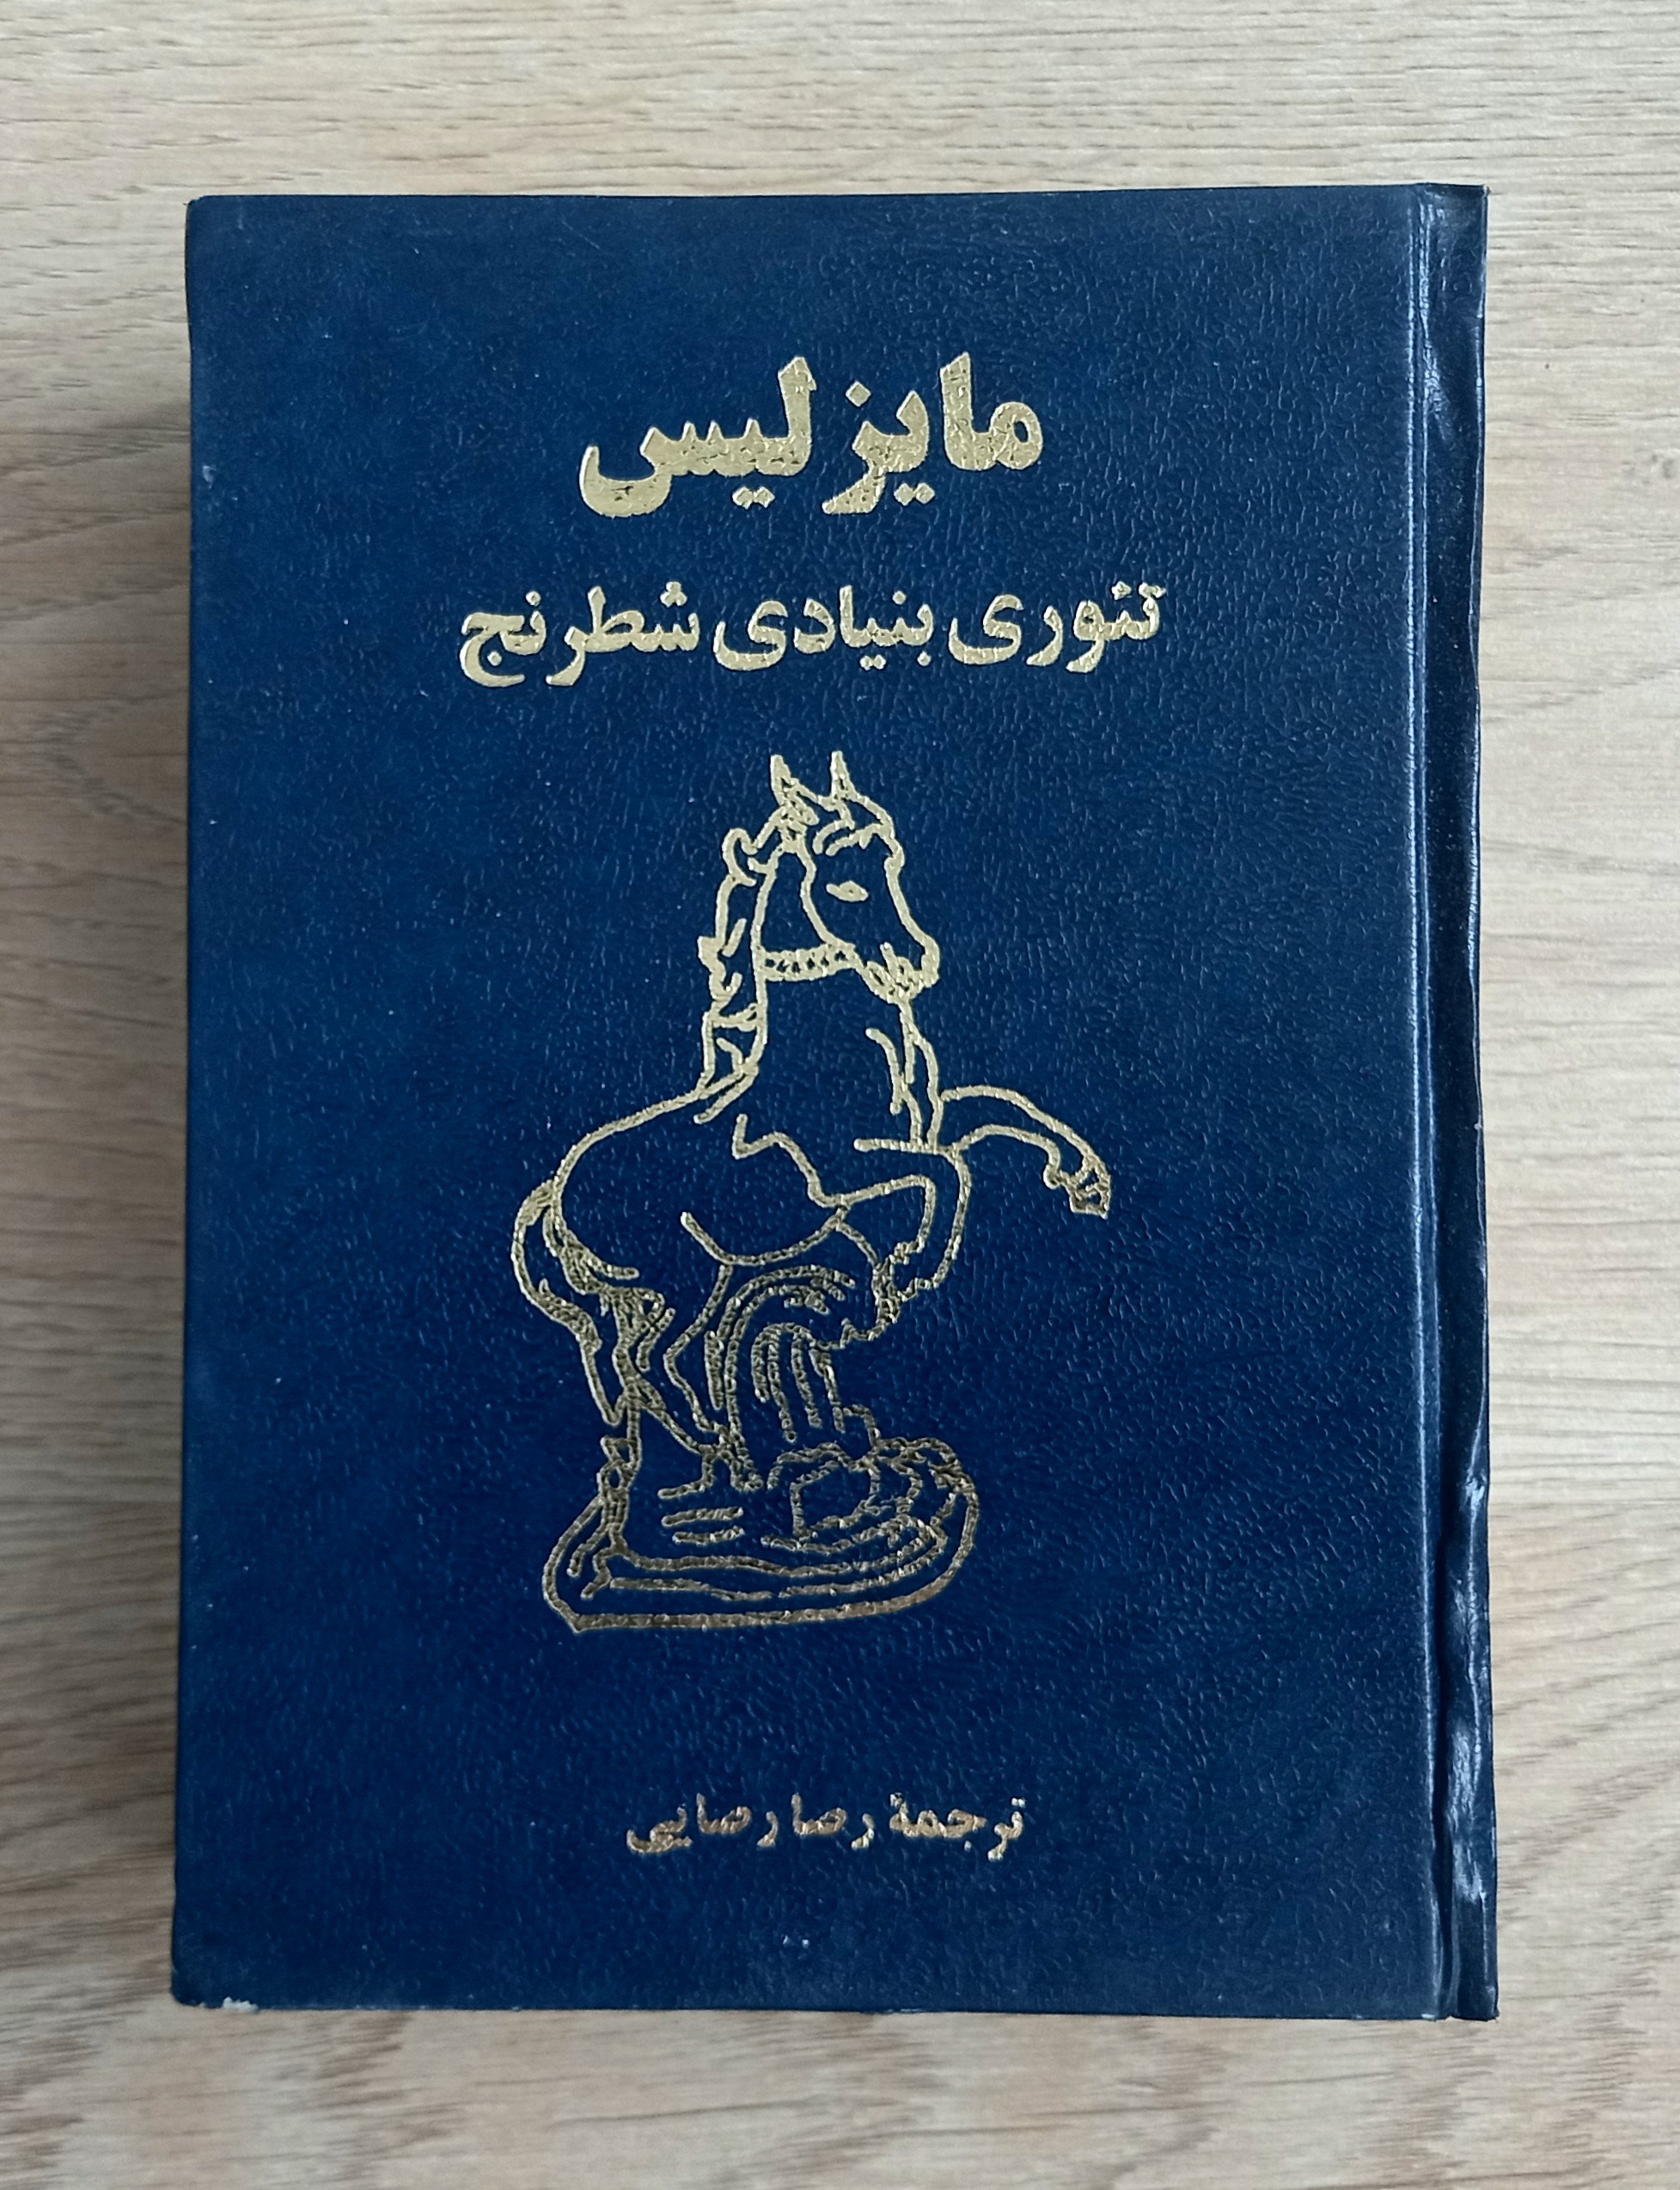 مایزلیس
تئوری بنیادی شطرنج
ترجمهٔ رضا رضایی